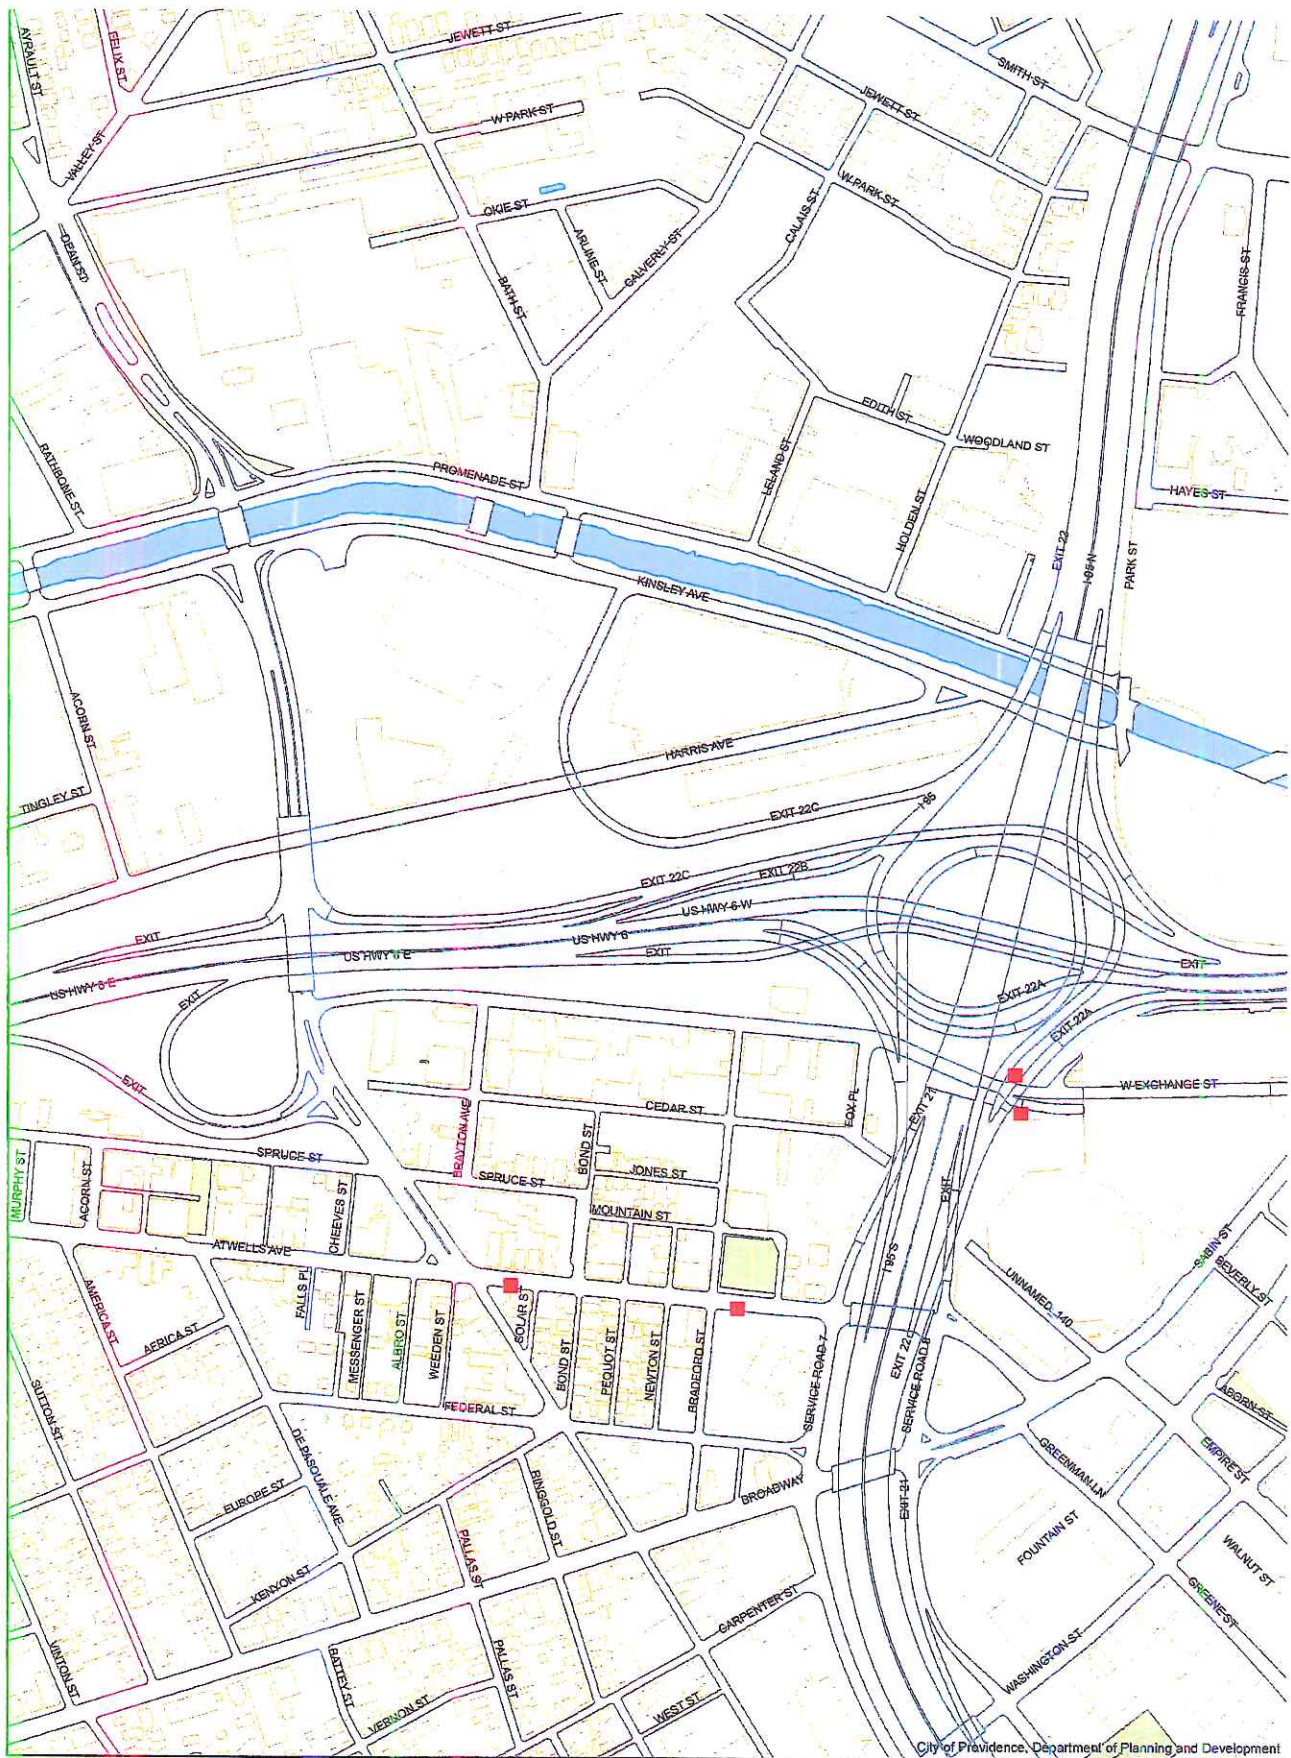 AYRAULT ST
FELIX ST
JEWETT ST
SMITH ST
JEWETT ST
W PARK ST
VALLEY ST
W PARK ST
CALAIS ST
OKIE ST
ARLINE ST
CALVERLY ST
DEAN ST
BATH ST
FRANCIS ST
EDITH ST
WOODLAND ST
LELAND ST
RATHBONE ST
PROMENADE ST
HAYES ST
HOLDEN ST
EXIT 22
I-95 N
PARK ST
KINSLEY AVE
ACORN ST
HARRIS AVE
TINGLEY ST
EXIT 22C
I-95
EXIT 22C
EXIT 22B
US HWY 6 W
EXIT
US HWY 6
US HWY 6 E
EXIT
EXIT
US HWY 6 E
EXIT
EXIT 22A
EXIT 22A
EXIT
W EXCHANGE ST
CEDAR ST
FOX PL
EXIT 21
BRAYTON AVE
BOND ST
SPRUCE ST
JONES ST
SPRUCE ST
MURPHY ST
ACORN ST
EXIT
CHEEVES ST
MOUNTAIN ST
ATWELLS AVE
I 95 S
SABIN ST
BEVERLY ST
UNNAMED_140
FALLS PL
AMERICA ST
AFRICA ST
MESSENGER ST
ALBRO ST
WEEDEN ST
SOLAR ST
BOND ST
PEQUOT ST
NEWTON ST
BRADFORD ST
SERVICE ROAD 7
EXIT 22
SERVICE ROAD 8
SUTTON ST
FEDERAL ST
ABORN ST
DE PASQUALE AVE
GREENMAN LN
EMPIRE ST
EUROPE ST
RINGGOLD ST
BROADWAY
EXIT 21
FOUNTAIN ST
WALNUT ST
PALLAS ST
KENYON ST
GREENE ST
CARPENTER ST
VINTON ST
BATTEY ST
PALLAS ST
WASHINGTON ST
VERNON ST
WEST ST
City of Providence, Department of Planning and Development